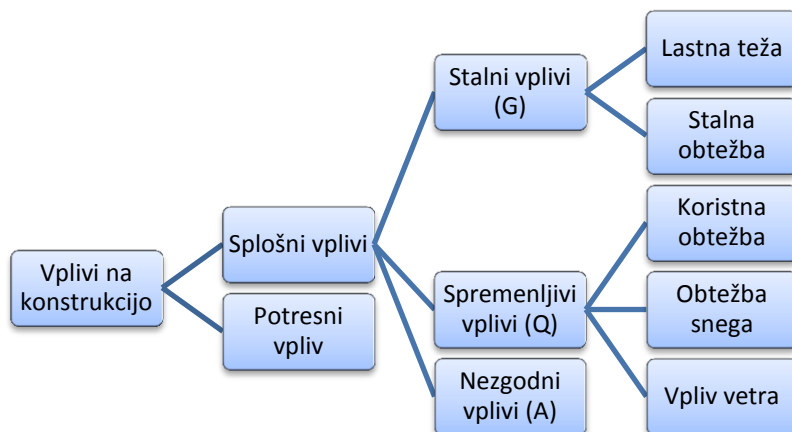 Vplivi na
konstrukcijo
Splošni vplivi
Potresni
vpliv
Stalni vplivi
(G)
Spremenljivi
vplivi (Q)
Nezgodni
vplivi (A)
Lastna teža
Stalna
obtežba
Koristna
obtežba
Obtežba
snega
Vpliv vetra